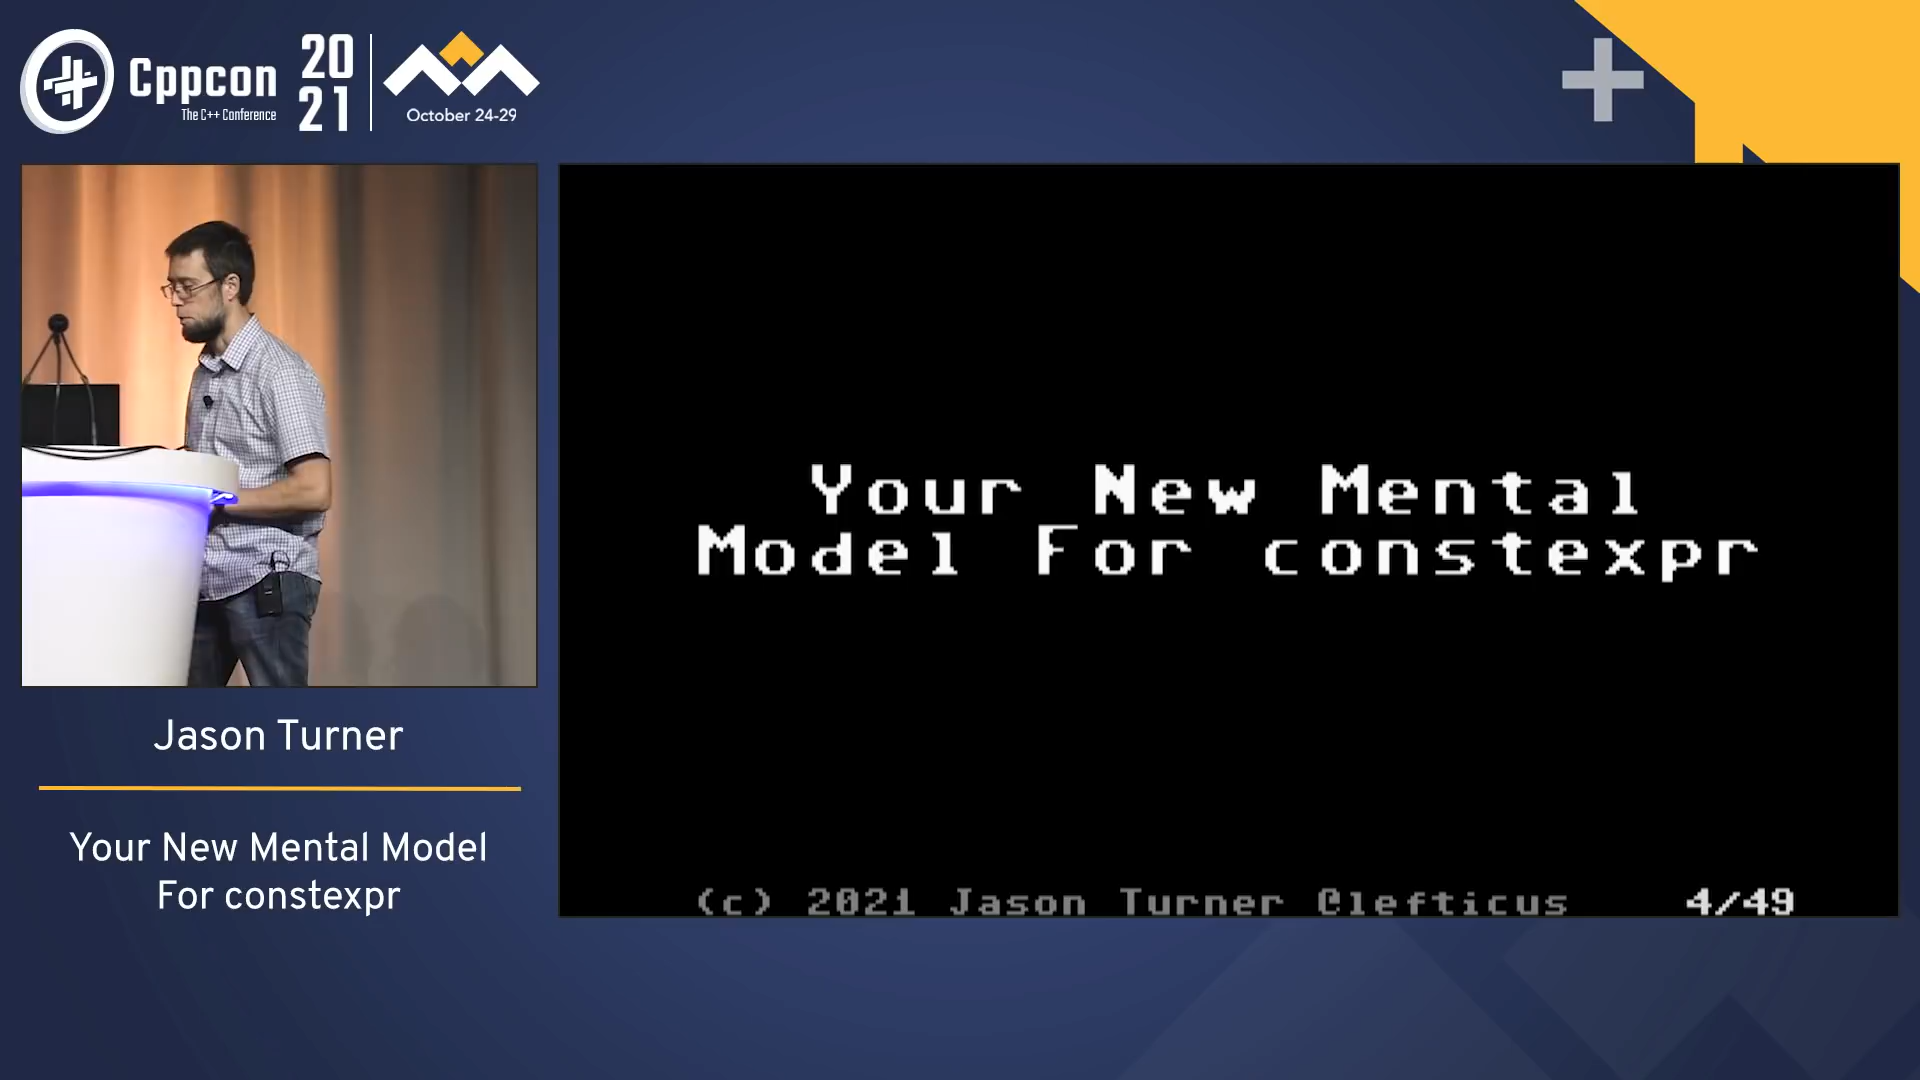 Cppcon
The C++ Conference
20
21
October 24-29
Your New Mental
Model For constexpr
(c) 2021 Jason Turner @lefticus
4/49
Jason Turner
Your New Mental Model
For constexpr